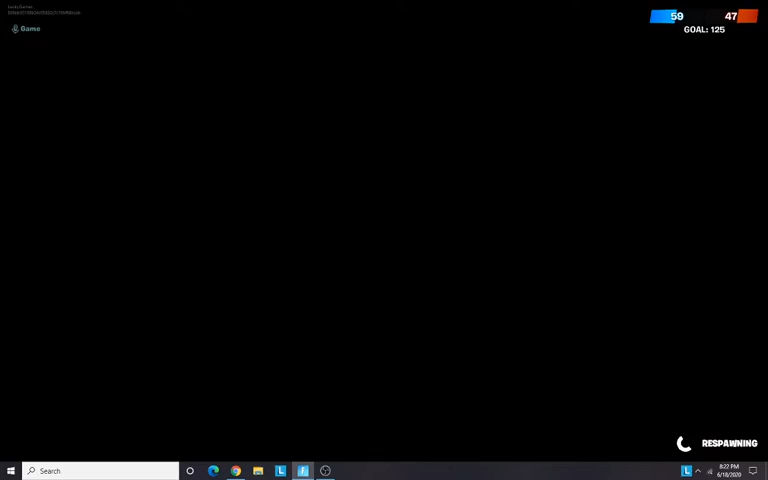 59 47
GOAL: 125
Game
RESPAWNING
Search
8:22 PM
6/18/2020